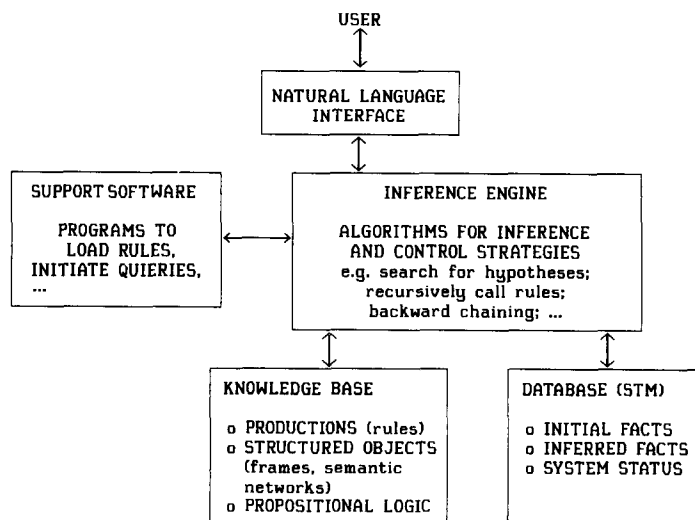 USER
NATURAL LANGUAGE
INTERFACE
SUPPORT SOFTWARE
PROGRAMS TO
LOAD RULES,
INITIATE QUIERIES,
...
INFERENCE ENGINE
ALGORITHMS FOR INFERENCE
AND CONTROL STRATEGIES
e.g. search for hypotheses;
recursively call rules;
backward chaining; ...
KNOWLEDGE BASE
o PRODUCTIONS (rules)
o STRUCTURED OBJECTS
(frames, semantic
networks)
o PROPOSITIONAL LOGIC
DATABASE (STM)
o INITIAL FACTS
o INFERRED FACTS
o SYSTEM STATUS